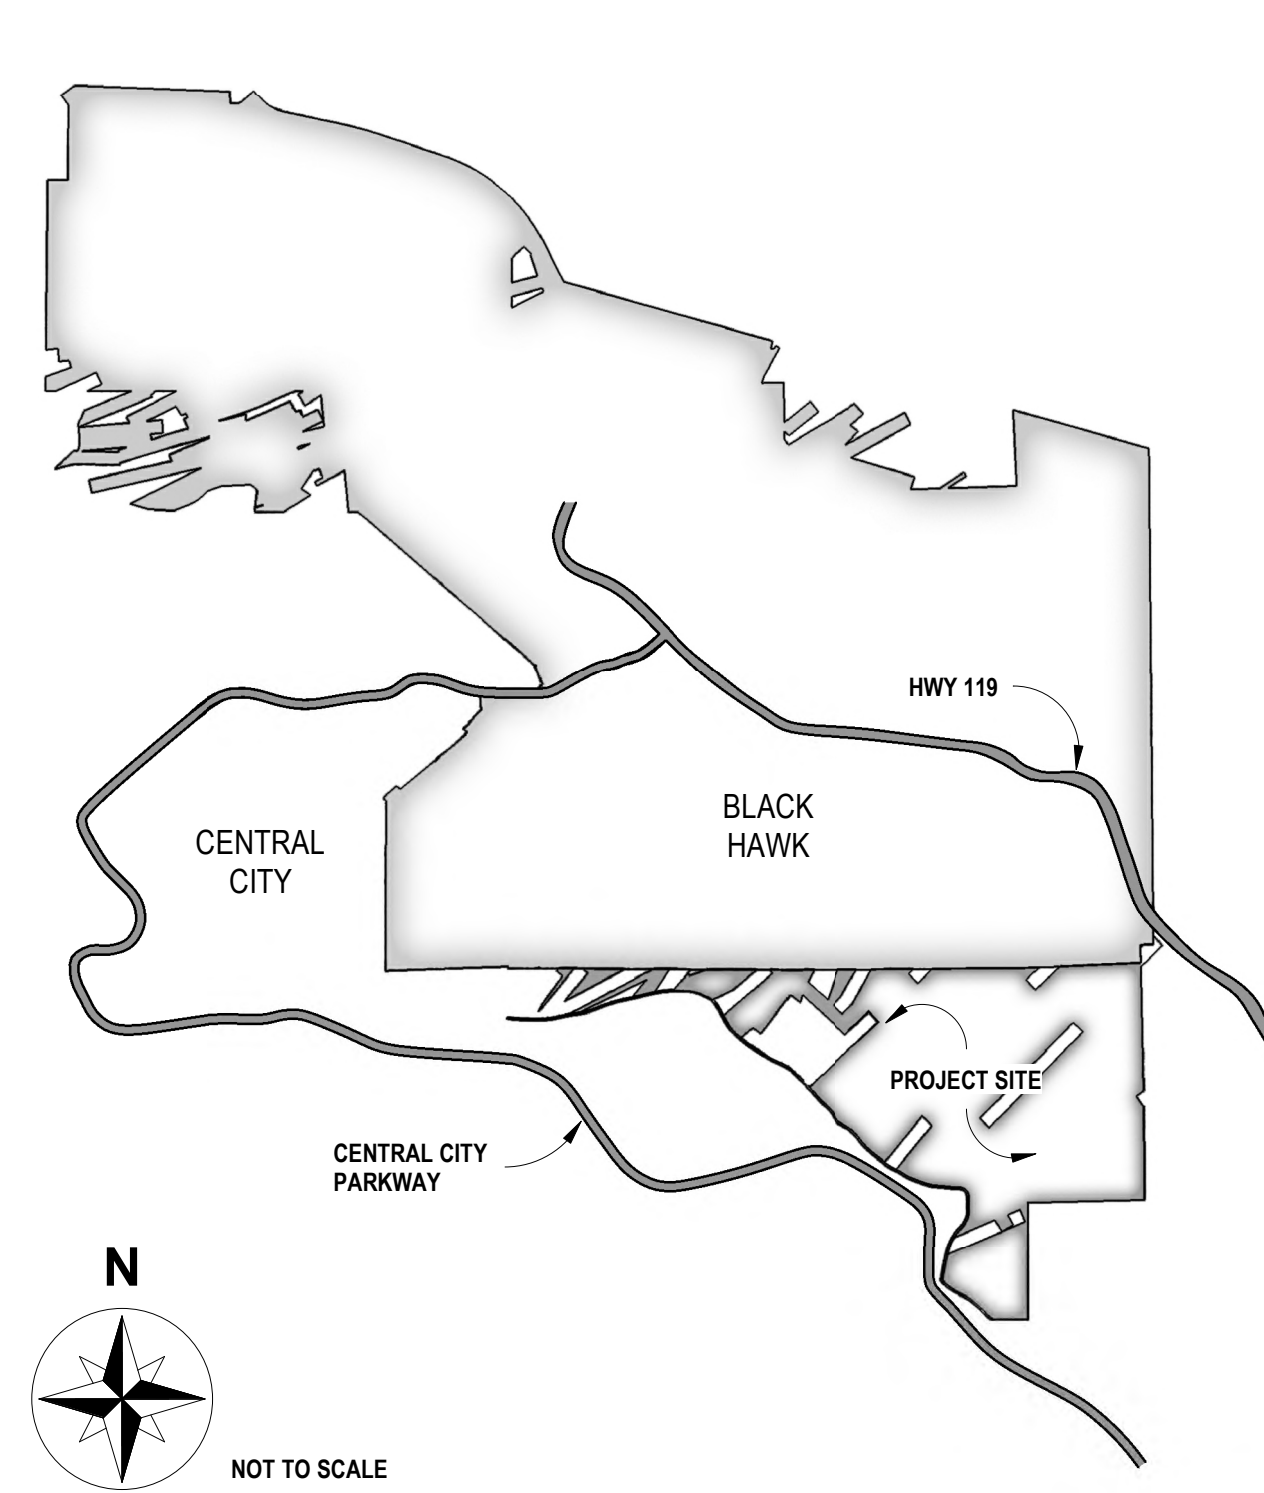 HWY 119
BLACK
HAWK
CENTRAL
CITY
PROJECT SITE
CENTRAL CITY
PARKWAY
N
NOT TO SCALE